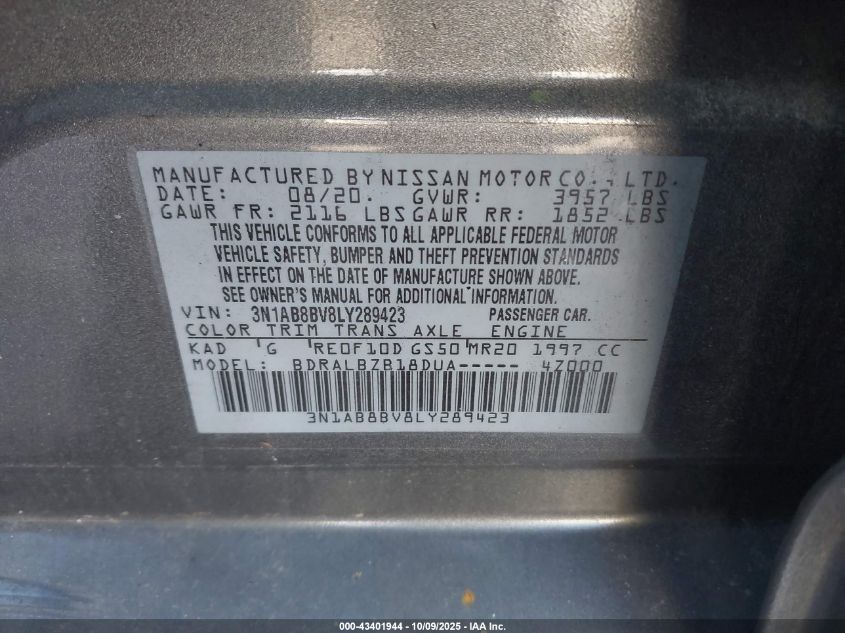 MANUFACTURED BY NISSAN MOTOR CO., LTD.
DATE: 08/20. GVWR: 3957 LBS
GAWR FR: 2116 LBS GAWR RR: 1852 LBS
THIS VEHICLE CONFORMS TO ALL APPLICABLE FEDERAL MOTOR
VEHICLE SAFETY, BUMPER AND THEFT PREVENTION STANDARDS
IN EFFECT ON THE DATE OF MANUFACTURE SHOWN ABOVE.
SEE OWNER'S MANUAL FOR ADDITIONAL INFORMATION.
VIN: 3N1AB8BV8LY289423 PASSENGER CAR.
COLOR TRIM TRANS AXLE ENGINE
KAD G RE0F10D GS50 MR20 1997 CC
MODEL: BDRALBZB18DUA----- 4Z000
3N1AB8BV8LY289423
000-43401944 - 10/09/2025 - IAA Inc.